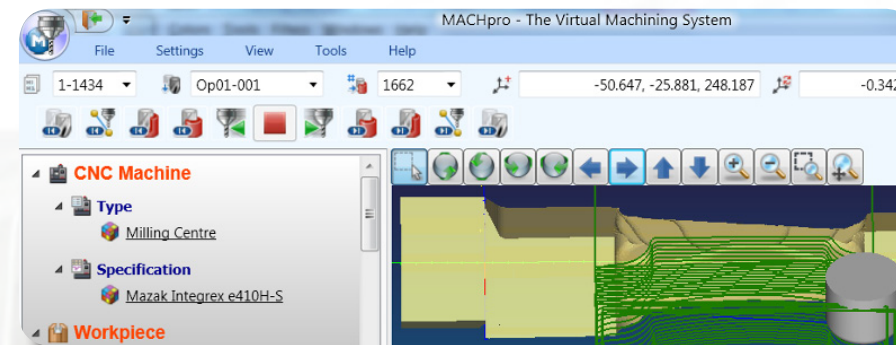 MACHpro - The Virtual Machining System
File Settings View Tools Help
1-1434 Op01-001 1662 -50.647, -25.881, 248.187 -0.342
CNC Machine
Type
Milling Centre
Specification
Mazak Integrex e410H-S
Workpiece